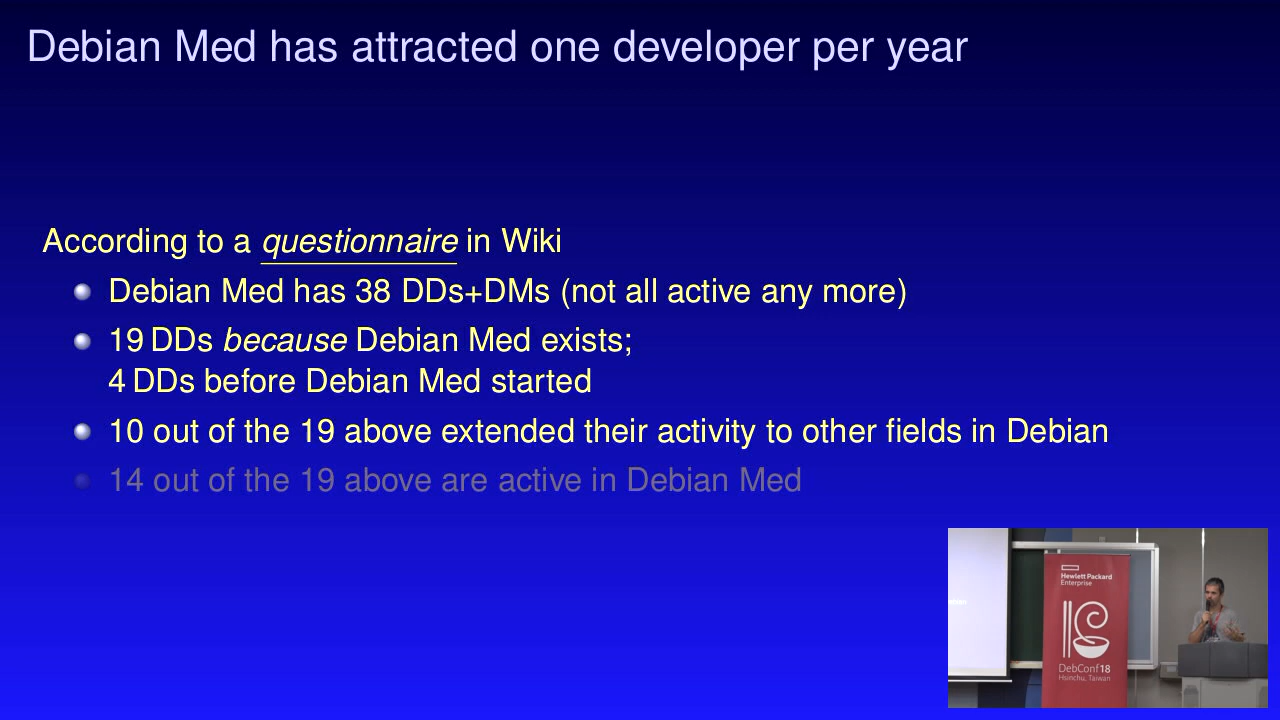 Debian Med has attracted one developer per year
According to a questionnaire in Wiki
Debian Med has 38 DDs+DMs (not all active any more)
19 DDs because Debian Med exists;
4 DDs before Debian Med started
10 out of the 19 above extended their activity to other fields in Debian
14 out of the 19 above are active in Debian Med
Hewlett Packard
Enterprise
DebConf18
Hsinchu, Taiwan